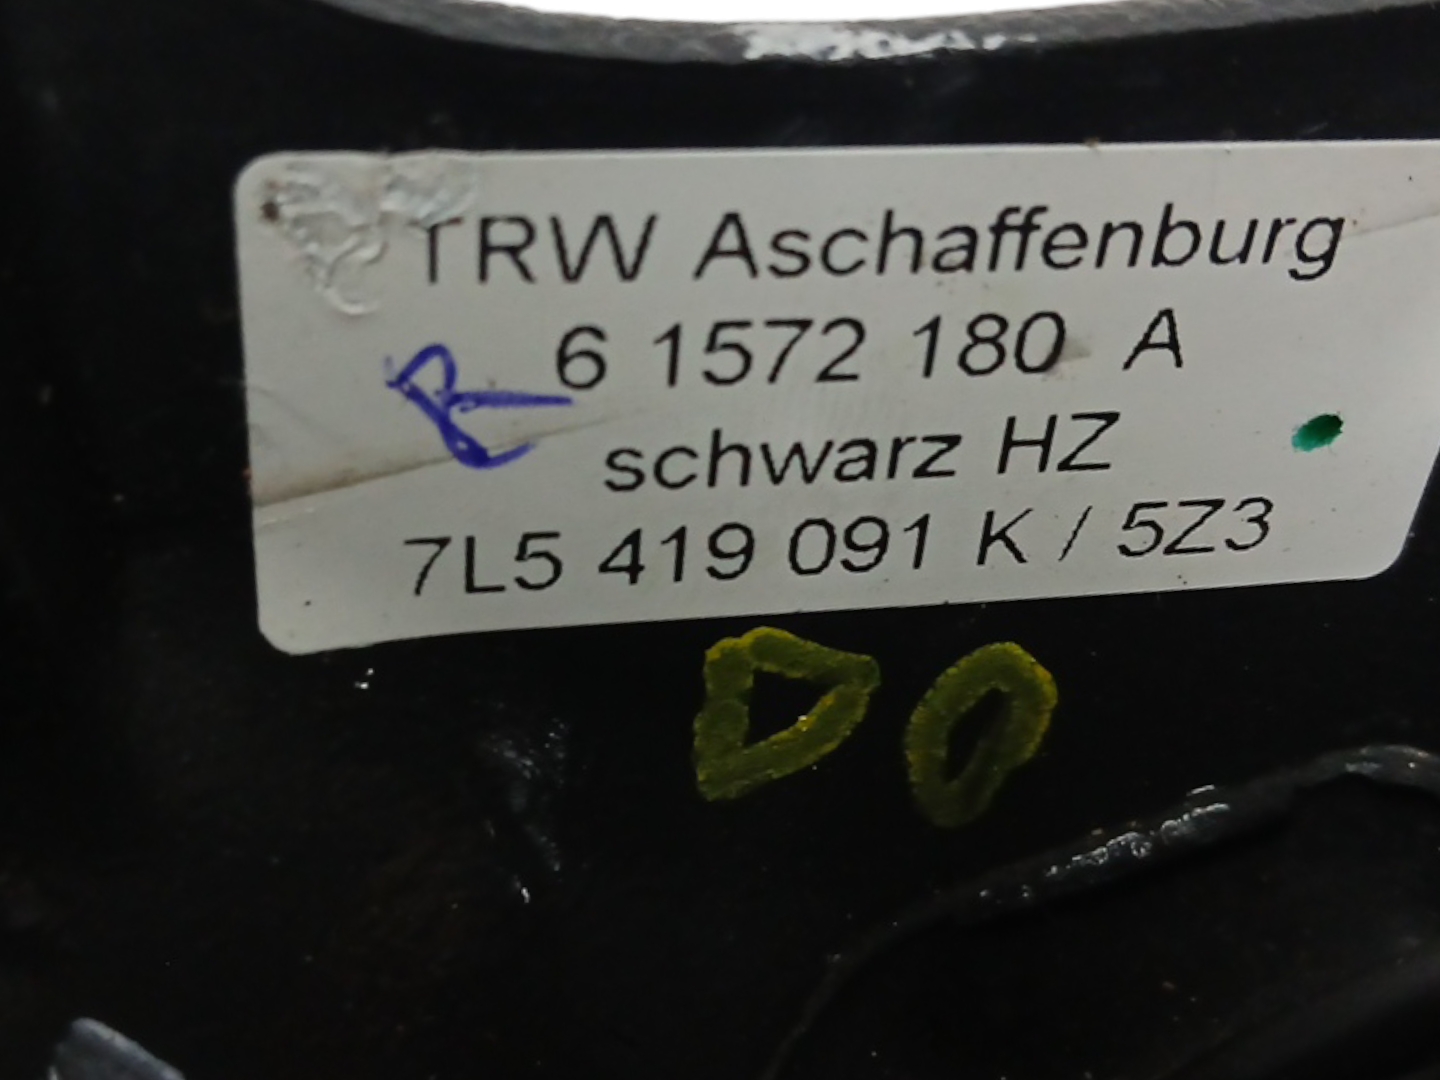 TRW Aschaffenburg
R 6 1572 180 A
schwarz HZ
7L5 419 091 K / 5Z3
DO